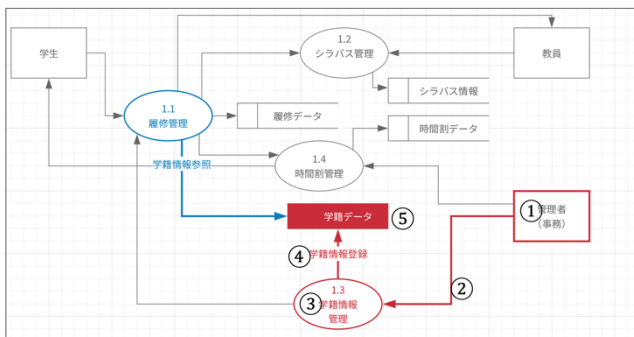 学生
1.2
シラバス管理
教員
1.1
履修管理
シラバス情報
履修データ
時間割データ
学籍情報参照
1.4
時間割管理
学籍データ
⑤
①
管理者
（事務）
④
学籍情報登録
②
③
1.3
学籍情報
管理